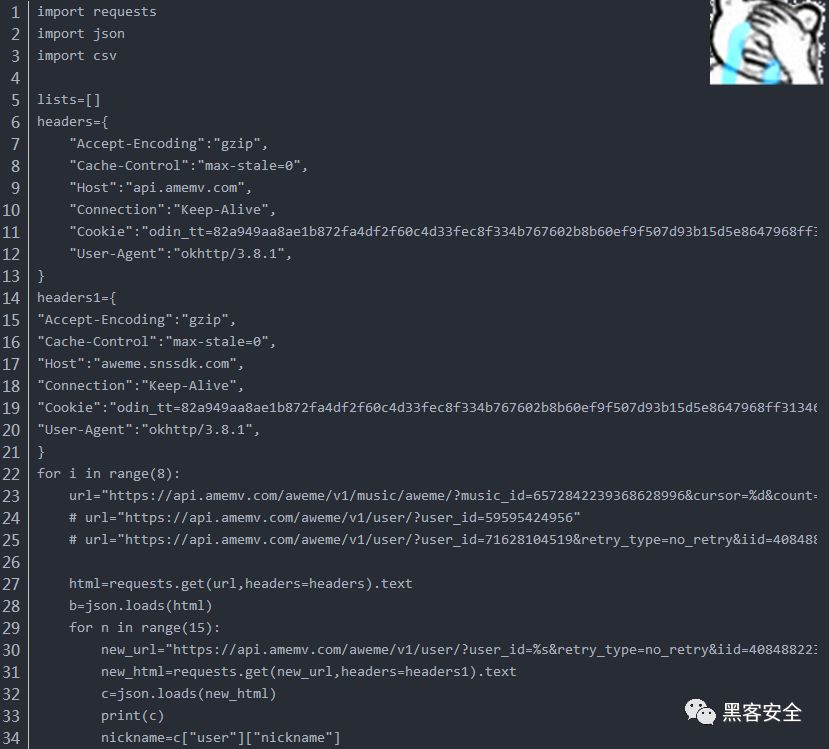 1 import requests
2 import json
3 import csv
4
5 lists=[]
6 headers={
7     "Accept-Encoding":"gzip",
8     "Cache-Control":"max-stale=0",
9     "Host":"api.amemv.com",
10     "Connection":"Keep-Alive",
11     "Cookie":"odin_tt=82a949aa8ae1b872fa4df2f60c4d33fec8f334b767602b8b60ef9f507d93b15d5e8647968ff3
12     "User-Agent":"okhttp/3.8.1",
13 }
14 headers1={
15 "Accept-Encoding":"gzip",
16 "Cache-Control":"max-stale=0",
17 "Host":"aweme.snssdk.com",
18 "Connection":"Keep-Alive",
19 "Cookie":"odin_tt=82a949aa8ae1b872fa4df2f60c4d33fec8f334b767602b8b60ef9f507d93b15d5e8647968ff31346
20 "User-Agent":"okhttp/3.8.1",
21 }
22 for i in range(8):
23     url="https://api.amemv.com/aweme/v1/music/aweme/?music_id=6572842239368628996&cursor=%d&count=
24     # url="https://api.amemv.com/aweme/v1/user/?user_id=59595424956"
25     # url="https://api.amemv.com/aweme/v1/user/?user_id=71628104519&retry_type=no_retry&iid=408488
26
27     html=requests.get(url,headers=headers).text
28     b=json.loads(html)
29     for n in range(15):
30         new_url="https://api.amemv.com/aweme/v1/user/?user_id=%s&retry_type=no_retry&iid=408488223
31         new_html=requests.get(new_url,headers=headers1).text
32         c=json.loads(new_html)
33         print(c)
34         nickname=c["user"]["nickname"]
黑客安全